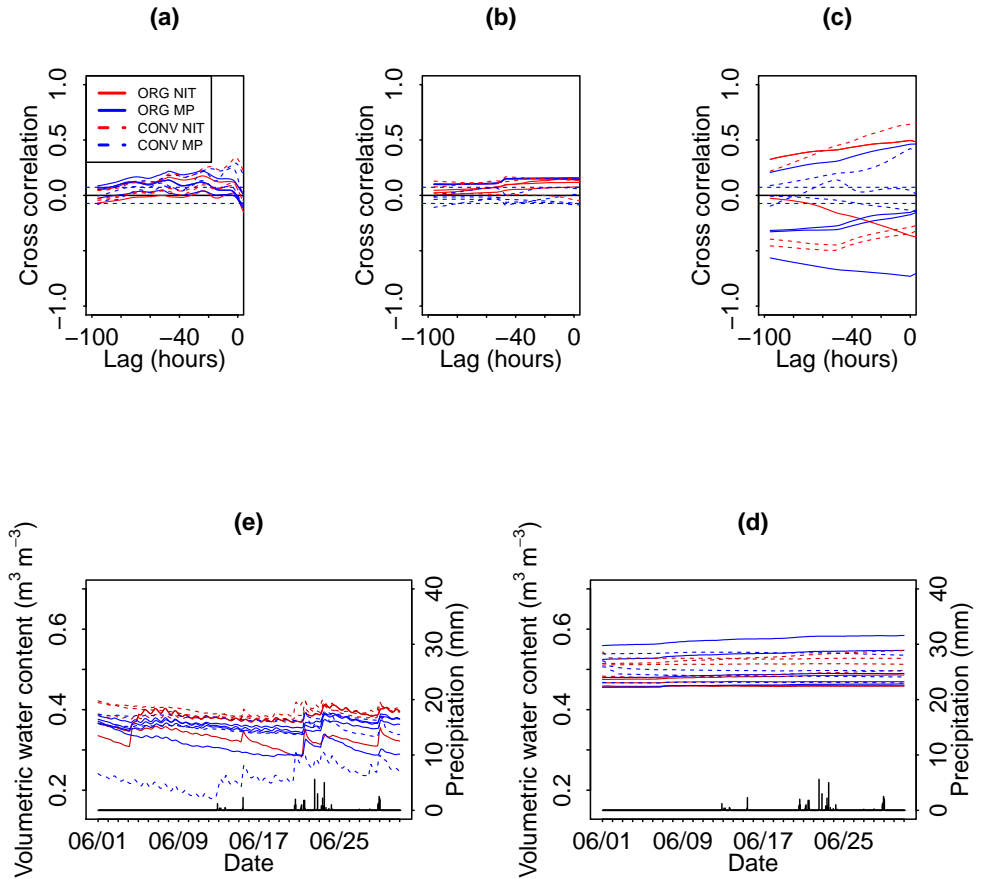 (a)
Cross correlation
1.0
0.5
0.0
−1.0
ORG NIT
ORG MP
CONV NIT
CONV MP
−100
−40
0
Lag (hours)
(b)
Cross correlation
1.0
0.5
0.0
−1.0
−100
−40
0
Lag (hours)
(c)
Cross correlation
1.0
0.5
0.0
−1.0
−100
−40
0
Lag (hours)
(e)
Volumetric water content (m³ m⁻³)
0.6
0.4
0.2
40
30
20
10
0
Precipitation (mm)
06/01
06/09
06/17
06/25
Date
(d)
Volumetric water content (m³ m⁻³)
0.6
0.4
0.2
40
30
20
10
0
Precipitation (mm)
06/01
06/09
06/17
06/25
Date